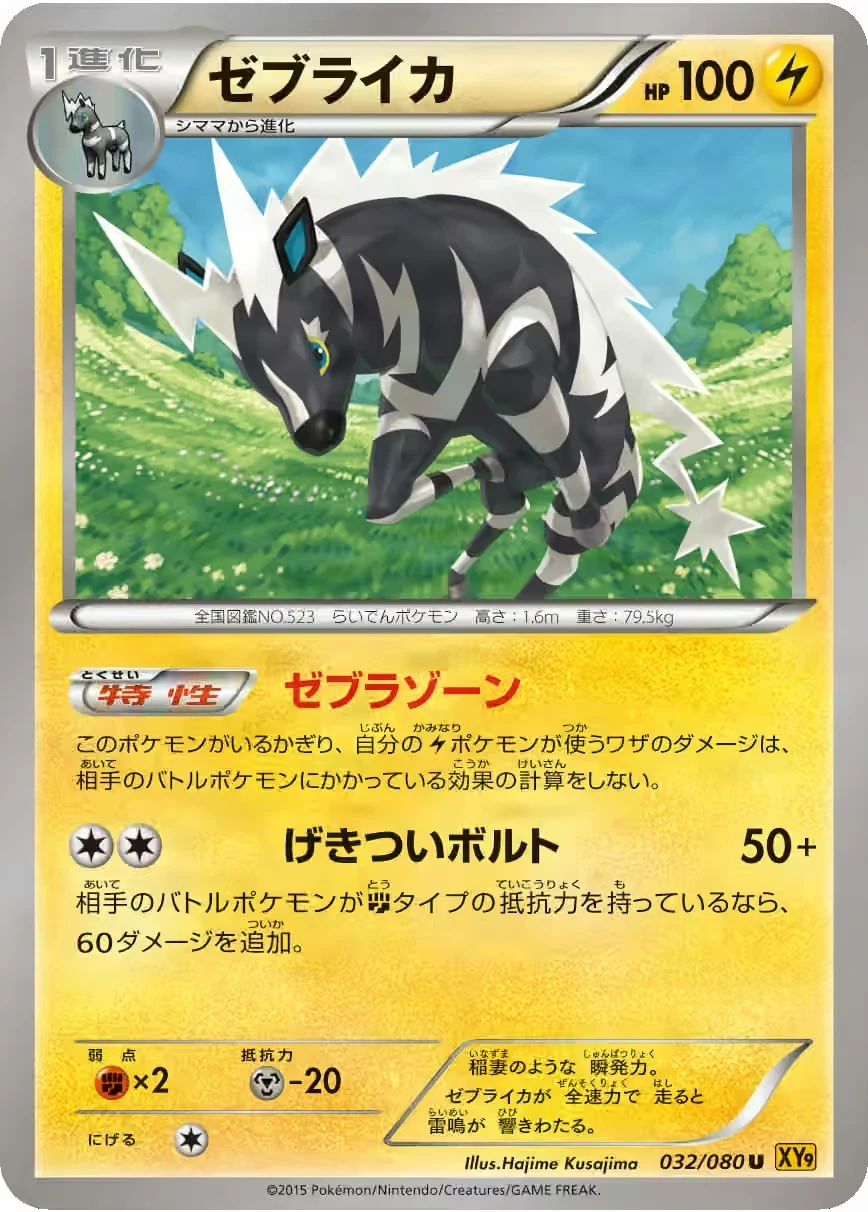 1進化
ゼブライカ
HP 100
シママから進化
全国図鑑NO.523 らいでんポケモン 高さ：1.6m 重さ：79.5kg
とくせい
特性 ゼブラゾーン
じぶん かみなり つか
このポケモンがいるかぎり、自分のポケモンが使うワザのダメージは、
あいて こうか けいさん
相手のバトルポケモンにかかっている効果の計算をしない。
げきついボルト 50+
あいて とう ていこうりょく も
相手のバトルポケモンがタイプの抵抗力を持っているなら、
ついか
60ダメージを追加。
弱点 抵抗力
×2 -20
にげる
いなずま しゅんぱつりょく
稲妻のような 瞬発力。
ぜんそくりょく はし
ゼブライカが 全速力で 走ると
らいめい ひび
雷鳴が 響きわたる。
Illus.Hajime Kusajima 032/080 U XY9
©2015 Pokémon/Nintendo/Creatures/GAME FREAK.